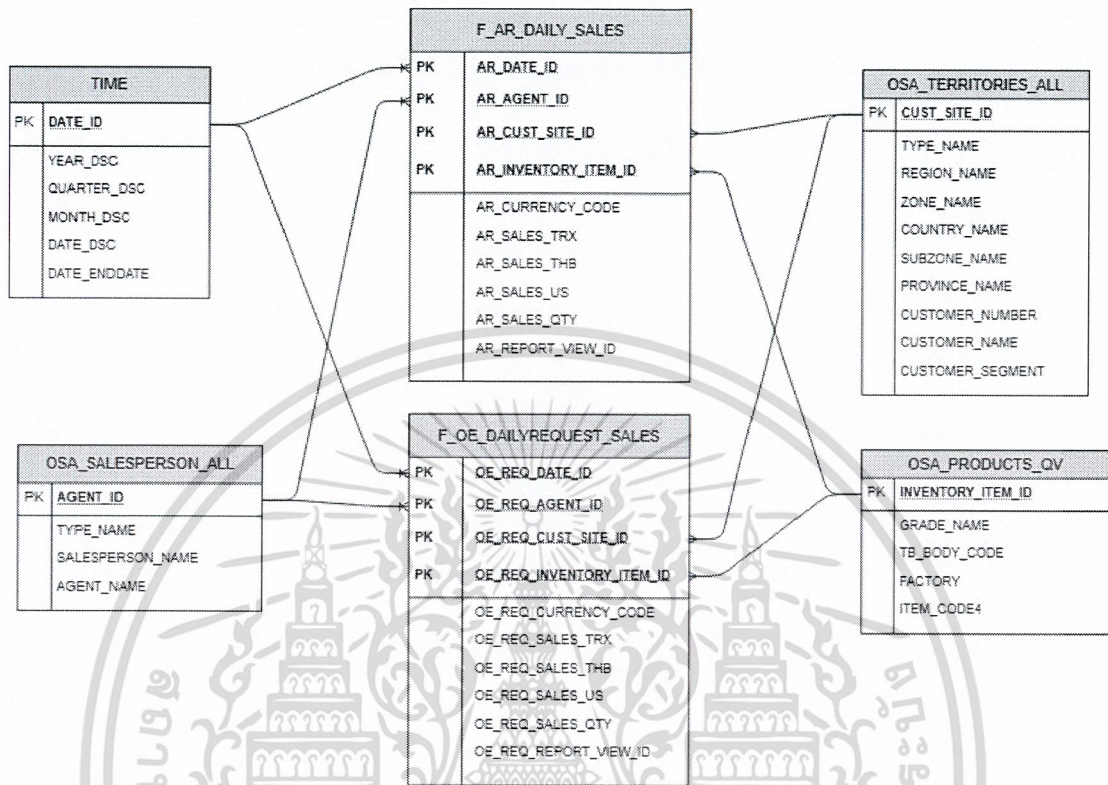 TIME
PK DATE_ID
YEAR_DSC
QUARTER_DSC
MONTH_DSC
DATE_DSC
DATE_ENDDATE
OSA_SALESPERSON_ALL
PK AGENT_ID
TYPE_NAME
SALESPERSON_NAME
AGENT_NAME
F_AR_DAILY_SALES
PK AR_DATE_ID
PK AR_AGENT_ID
PK AR_CUST_SITE_ID
PK AR_INVENTORY_ITEM_ID
AR_CURRENCY_CODE
AR_SALES_TRX
AR_SALES_THB
AR_SALES_US
AR_SALES_QTY
AR_REPORT_VIEW_ID
F_OE_DAILYREQUEST_SALES
PK OE_REQ_DATE_ID
PK OE_REQ_AGENT_ID
PK OE_REQ_CUST_SITE_ID
PK OE_REQ_INVENTORY_ITEM_ID
OE_REQ_CURRENCY_CODE
OE_REQ_SALES_TRX
OE_REQ_SALES_THB
OE_REQ_SALES_US
OE_REQ_SALES_QTY
OE_REQ_REPORT_VIEW_ID
OSA_TERRITORIES_ALL
PK CUST_SITE_ID
TYPE_NAME
REGION_NAME
ZONE_NAME
COUNTRY_NAME
SUBZONE_NAME
PROVINCE_NAME
CUSTOMER_NUMBER
CUSTOMER_NAME
CUSTOMER_SEGMENT
OSA_PRODUCTS_QV
PK INVENTORY_ITEM_ID
GRADE_NAME
TB_BODY_CODE
FACTORY
ITEM_CODE4